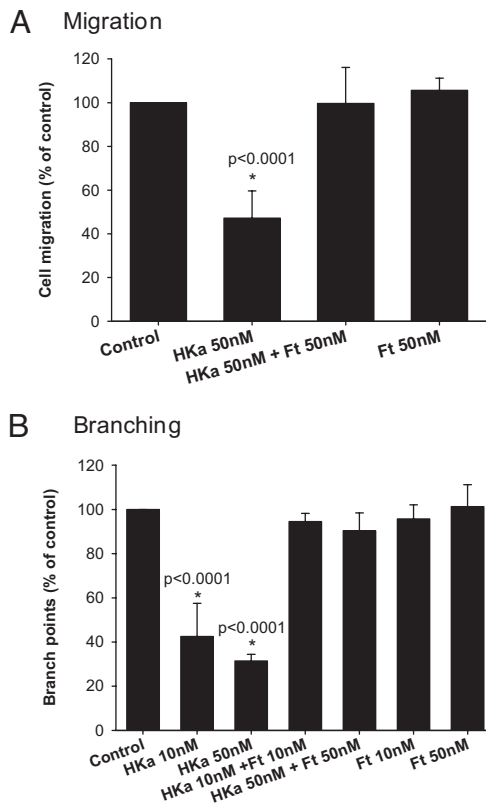 A Migration
120
100
80
60
40
20
0
Cell migration (% of control)
p<0.0001
*
Control
HKa 50nM
HKa 50nM + Ft 50nM
Ft 50nM
B Branching
120
100
80
60
40
20
0
Branch points (% of control)
p<0.0001
*
p<0.0001
*
Control
HKa 10nM
HKa 50nM
HKa 10nM +Ft 10nM
HKa 50nM + Ft 50nM
Ft 10nM
Ft 50nM